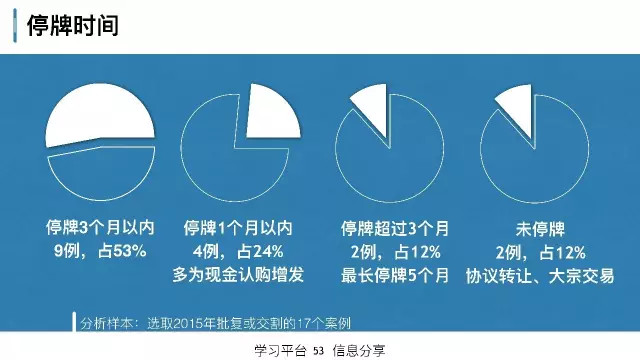 停牌时间
停牌3个月以内
9例，占53%
停牌1个月以内
4例，占24%
多为现金认购增发
停牌超过3个月
2例，占12%
最长停牌5个月
未停牌
2例，占12%
协议转让、大宗交易
分析样本：选取2015年批复或交割的17个案例
学习平台 53 信息分享